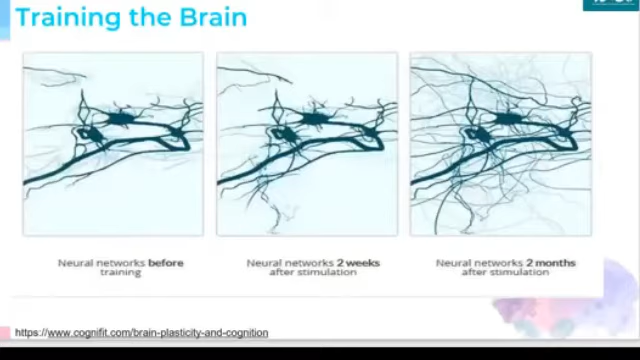 Training the Brain
Neural networks before
training
Neural networks 2 weeks
after stimulation
Neural networks 2 months
after stimulation
https://www.cognifit.com/brain-plasticity-and-cognition